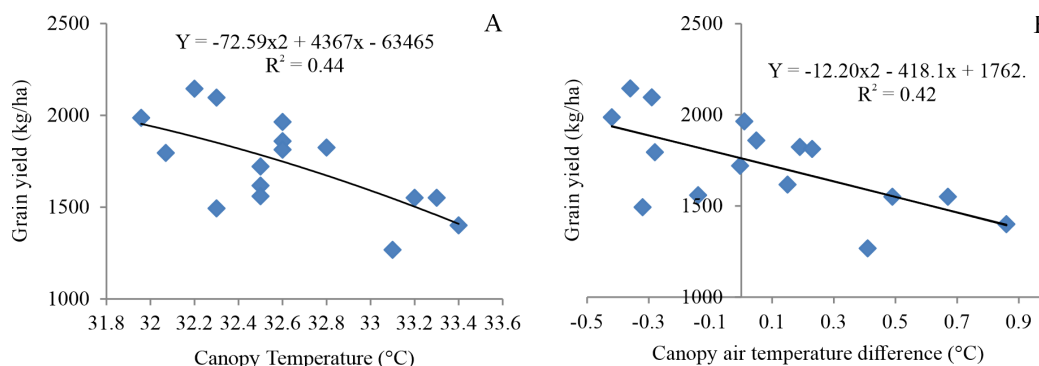 A
Y = -72.59x2 + 4367x - 63465
R² = 0.44
Grain yield (kg/ha)
2500
2000
1500
1000
31.8 32 32.2 32.4 32.6 32.8 33 33.2 33.4 33.6
Canopy Temperature (°C)
Y = -12.20x2 - 418.1x + 1762.
R² = 0.42
Grain yield (kg/ha)
2500
2000
1500
1000
-0.5 -0.3 -0.1 0.1 0.3 0.5 0.7 0.9
Canopy air temperature difference (°C)